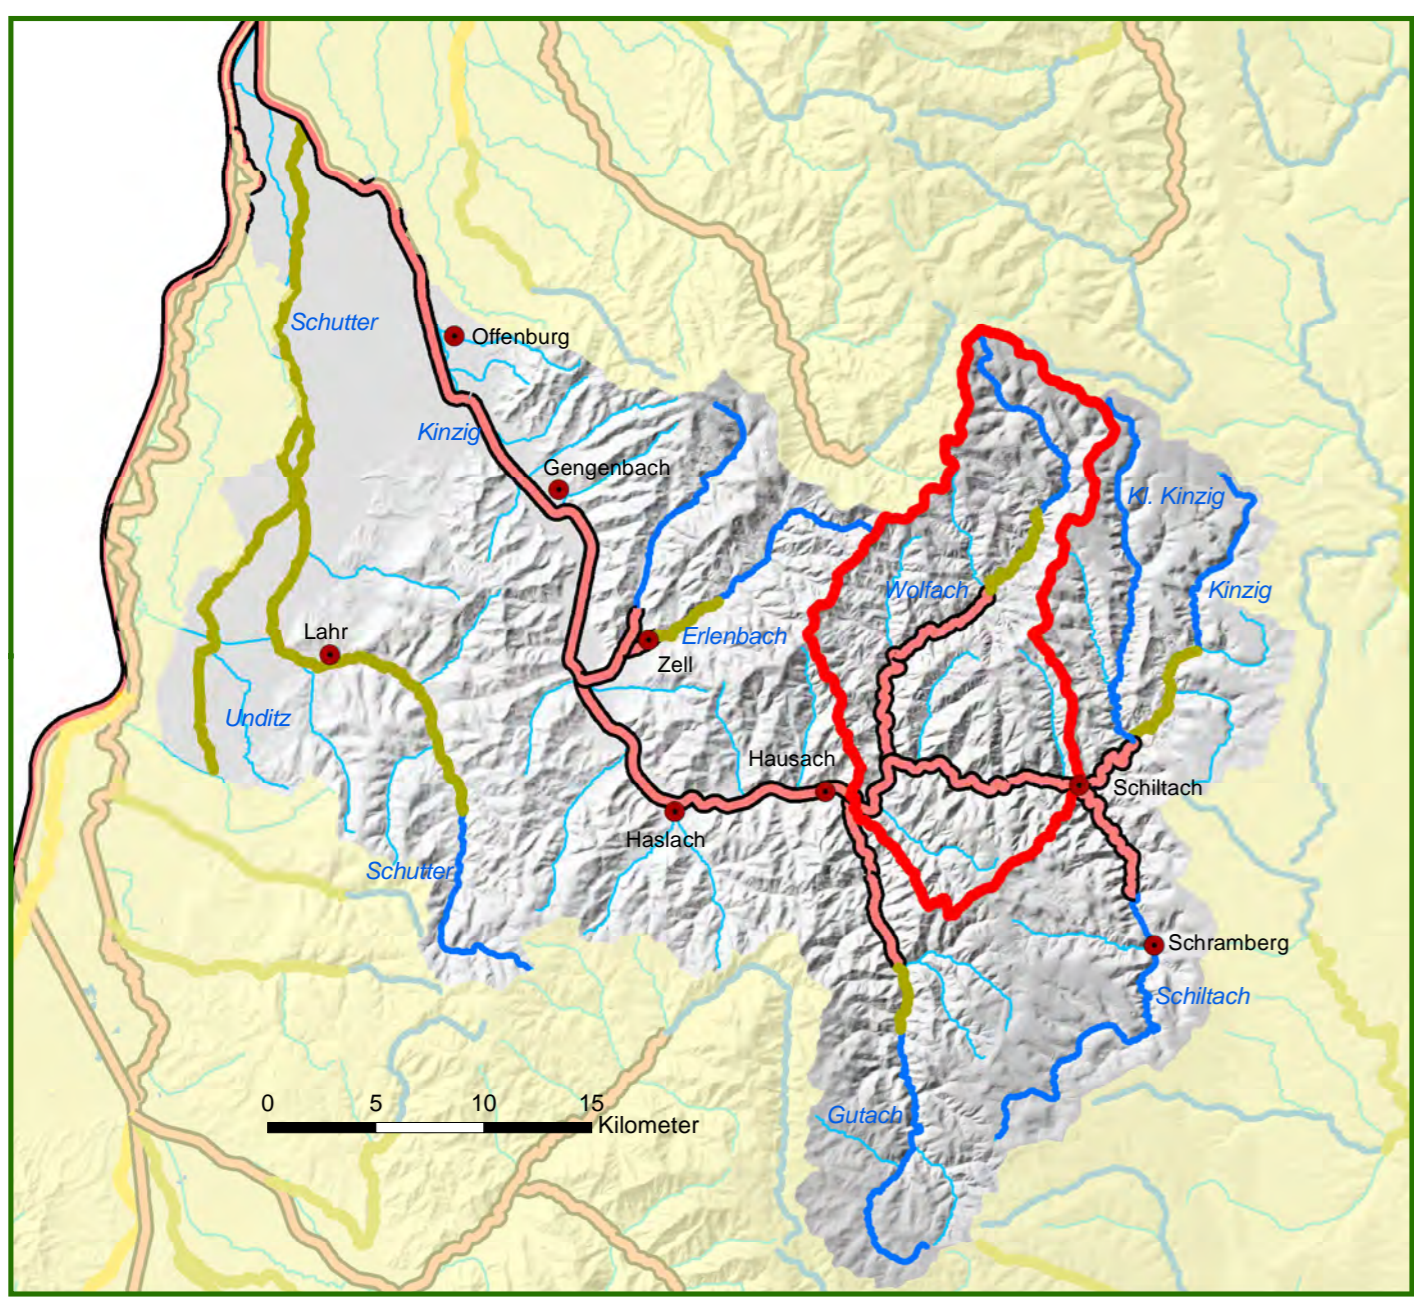 Schutter
Offenburg
Kinzig
Gengenbach
Kl. Kinzig
Wolfach
Kinzig
Lahr
Erlenbach
Zell
Unditz
Hausach
Schiltach
Haslach
Schutter
Schramberg
Schiltach
0 5 10 15
Kilometer
Gutach